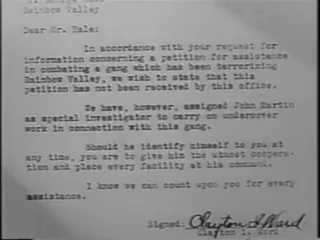 Rainbow Valley
Dear Mr. Hale:
In accordance with your request for
information concerning a petition for assistance
in combating a gang which has been terrorizing
Rainbow Valley, we wish to state that this
petition has not been received by this office.
We have, however, assigned John Martin
as special investigator to carry on undercover
work in connection with this gang.
Should he identify himself to you at
any time, you are to give him the utmost coopera-
tion and place every facility at his command.
I know we can count upon you for every
assistance.
Signed: Clayton I. Ward
Clayton I. Ward